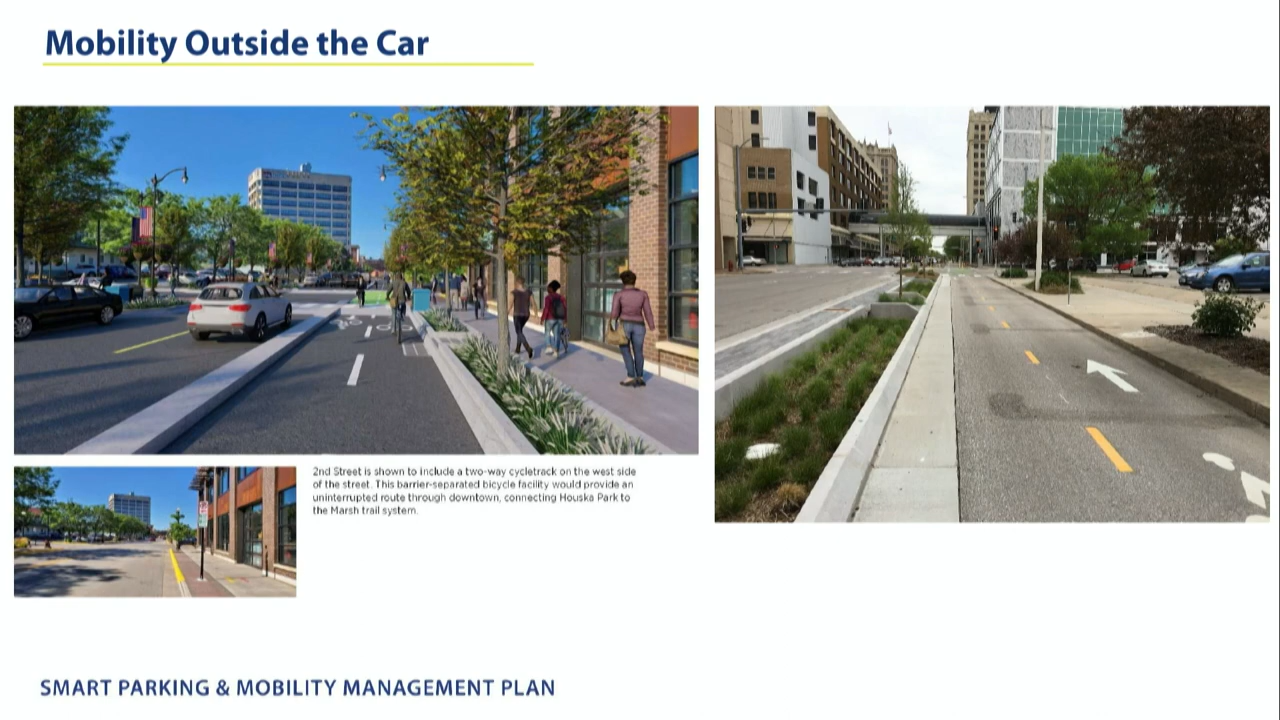 Mobility Outside the Car
2nd Street is shown to include a two-way cycletrack on the west side
of the street. This barrier-separated bicycle facility would provide an
uninterrupted route through downtown, connecting Houska Park to
the Marsh trail system.
SMART PARKING & MOBILITY MANAGEMENT PLAN